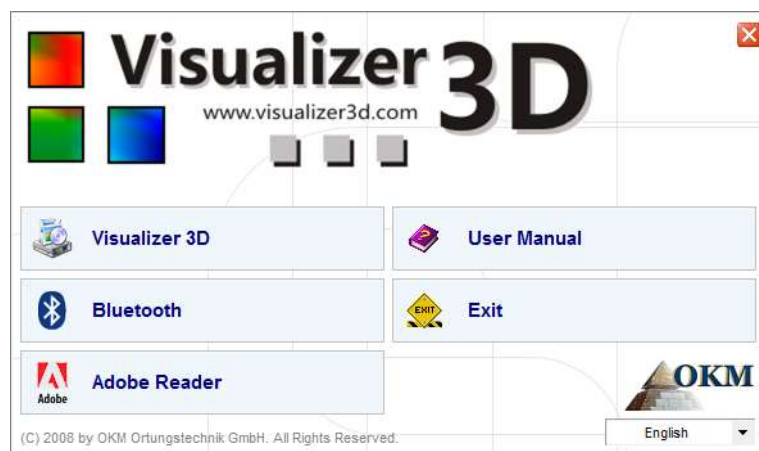 Visualizer 3D
www.visualizer3d.com
Visualizer 3D
User Manual
Bluetooth
EXIT
Exit
Adobe
Adobe Reader
OKM
(C) 2008 by OKM Ortungstechnik GmbH. All Rights Reserved.
English